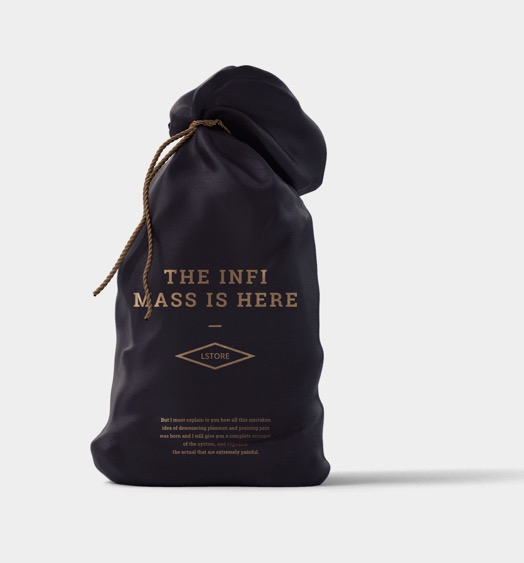 THE INFI
MASS IS HERE
LSTORE
But I must explain to you how all this mistaken
idea of denouncing pleasure and praising pain
was born and I will give you a complete account
of the system, and
the actual that are extremely painful.